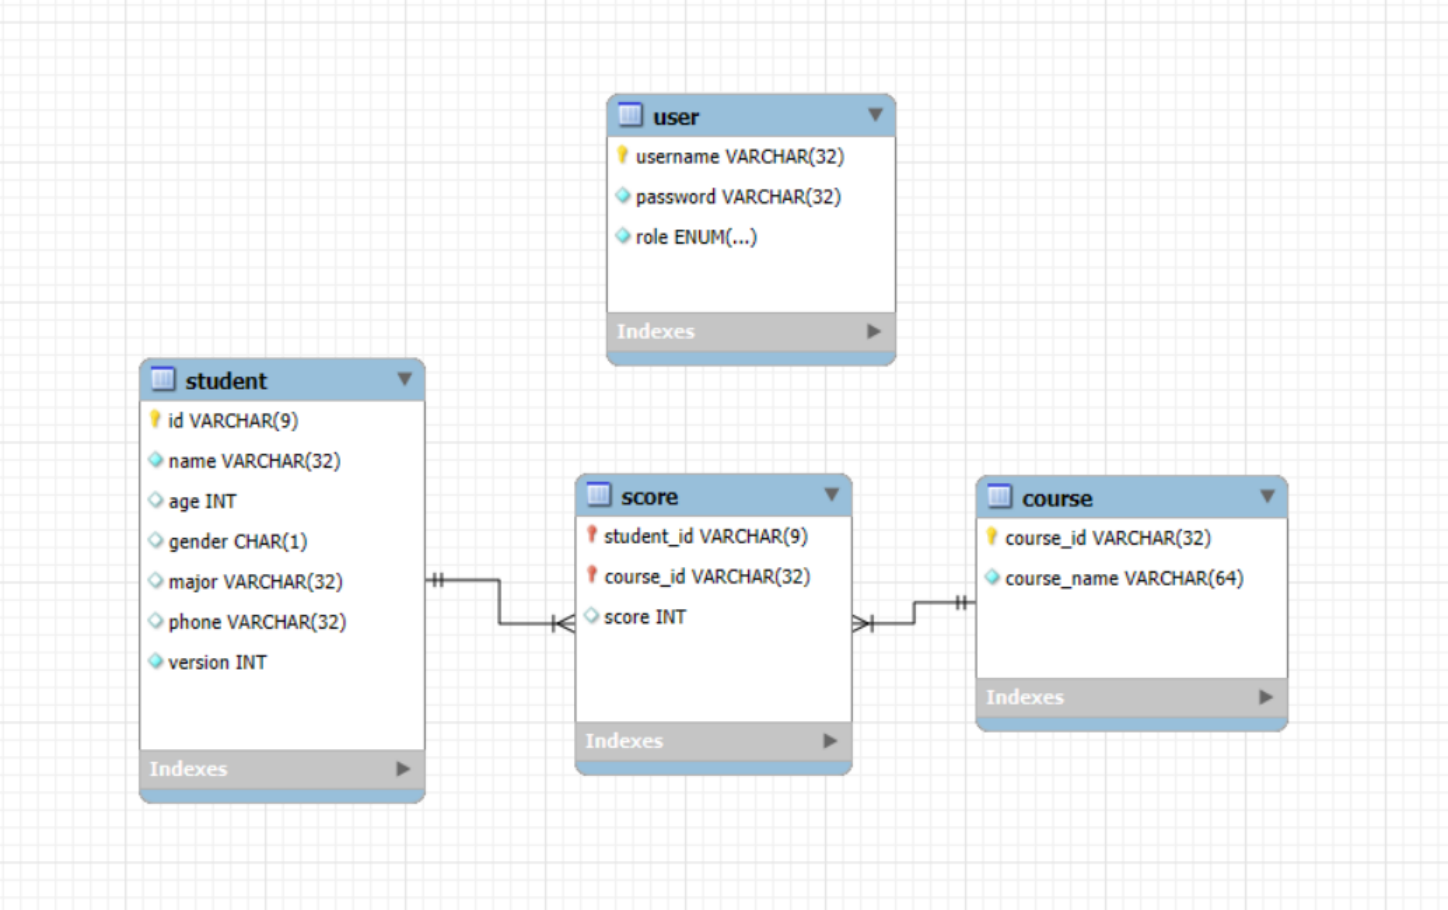 user
username VARCHAR(32)
password VARCHAR(32)
role ENUM(...)
Indexes
student
id VARCHAR(9)
name VARCHAR(32)
age INT
gender CHAR(1)
major VARCHAR(32)
phone VARCHAR(32)
version INT
Indexes
score
student_id VARCHAR(9)
course_id VARCHAR(32)
score INT
Indexes
course
course_id VARCHAR(32)
course_name VARCHAR(64)
Indexes